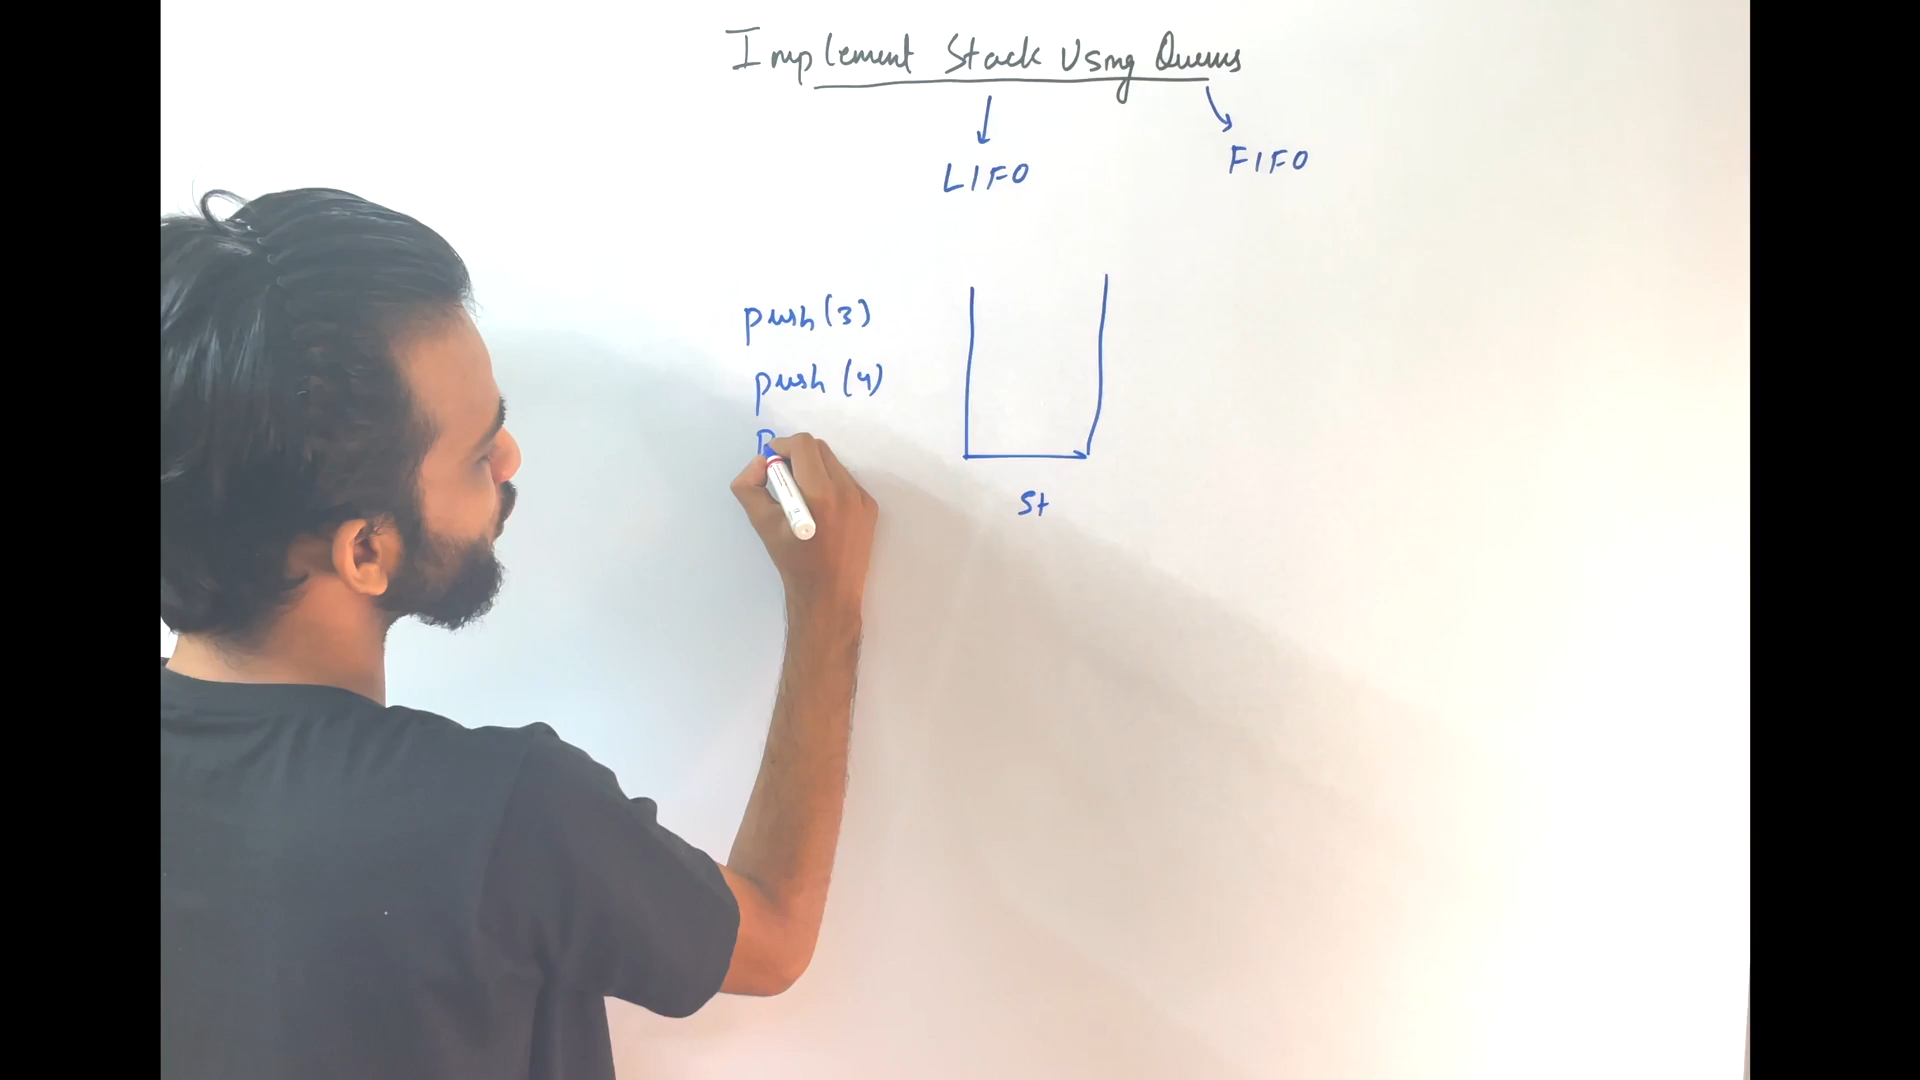 Implement Stack Using Queues
LIFO
FIFO
push(3)
push (4)
P
St